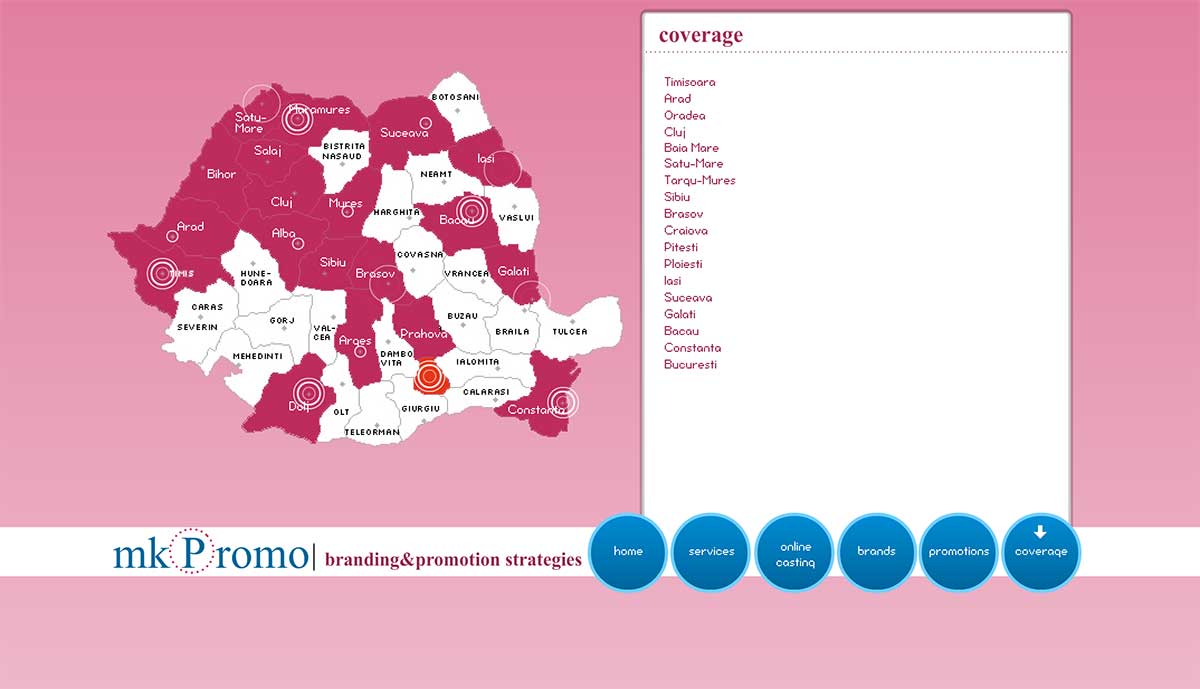 coverage
Timisoara
Arad
Oradea
Cluj
Baia Mare
Satu-Mare
Targu-Mures
Sibiu
Brasov
Craiova
Pitesti
Ploiesti
Iasi
Suceava
Galati
Bacau
Constanta
Bucuresti
BOTOSANI
Satu-
Mare
Maramures
Suceava
Salaj
BISTRITA
NASAUD
Iasi
Bihor
NEAMT
Cluj
Mures
HARGHITA
Bacau
VASLUI
Arad
Alba
COVASNA
Sibiu
Brasov
VRANCEA
Galati
TIMIS
HUNE-
DOARA
CARAS
SEVERIN
GORJ
VAL-
CEA
Arges
Prahova
BUZAU
BRAILA
TULCEA
MEHEDINTI
DAMBO
VITA
IALOMITA
CALARASI
Dolj
OLT
GIURGIU
Constanta
TELEORMAN
mk Promo
branding&promotion strategies
home
services
online
casting
brands
promotions
coverage